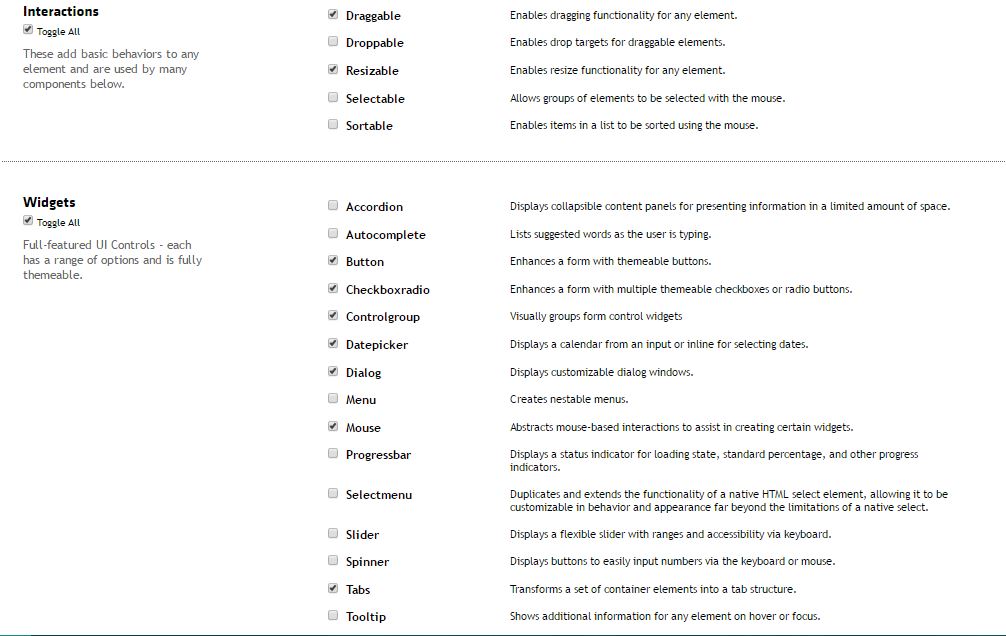 Interactions
Toggle All
These add basic behaviors to any
element and are used by many
components below.
Draggable Enables dragging functionality for any element.
Droppable Enables drop targets for draggable elements.
Resizable Enables resize functionality for any element.
Selectable Allows groups of elements to be selected with the mouse.
Sortable Enables items in a list to be sorted using the mouse.
Widgets
Toggle All
Full-featured UI Controls - each
has a range of options and is fully
themeable.
Accordion Displays collapsible content panels for presenting information in a limited amount of space.
Autocomplete Lists suggested words as the user is typing.
Button Enhances a form with themeable buttons.
Checkboxradio Enhances a form with multiple themeable checkboxes or radio buttons.
Controlgroup Visually groups form control widgets
Datepicker Displays a calendar from an input or inline for selecting dates.
Dialog Displays customizable dialog windows.
Menu Creates nestable menus.
Mouse Abstracts mouse-based interactions to assist in creating certain widgets.
Progressbar Displays a status indicator for loading state, standard percentage, and other progress
indicators.
Selectmenu Duplicates and extends the functionality of a native HTML select element, allowing it to be
customizable in behavior and appearance far beyond the limitations of a native select.
Slider Displays a flexible slider with ranges and accessibility via keyboard.
Spinner Displays buttons to easily input numbers via the keyboard or mouse.
Tabs Transforms a set of container elements into a tab structure.
Tooltip Shows additional information for any element on hover or focus.